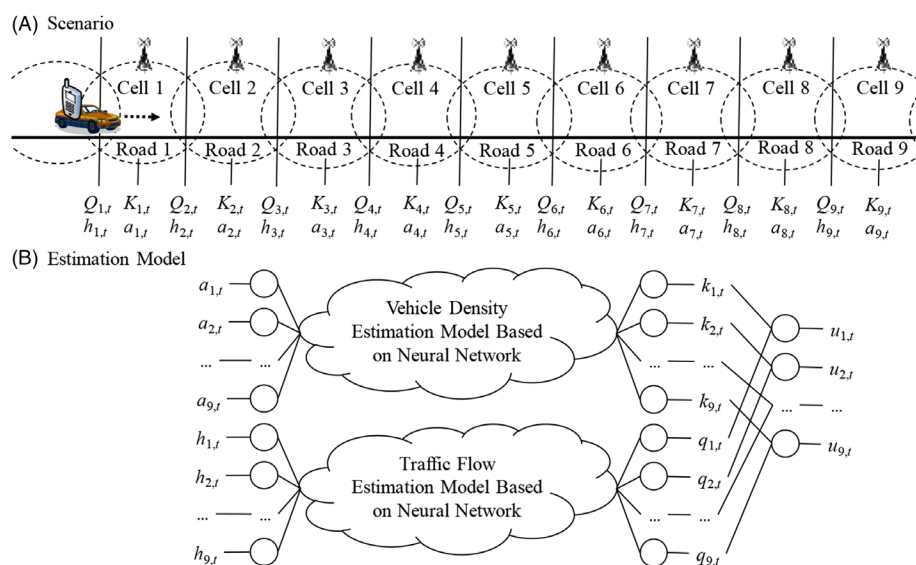 (A) Scenario
Cell 1 Cell 2 Cell 3 Cell 4 Cell 5 Cell 6 Cell 7 Cell 8 Cell 9
Road 1 Road 2 Road 3 Road 4 Road 5 Road 6 Road 7 Road 8 Road 9
Q1,t K1,t Q2,t K2,t Q3,t K3,t Q4,t K4,t Q5,t K5,t Q6,t K6,t Q7,t K7,t Q8,t K8,t Q9,t K9,t
h1,t a1,t h2,t a2,t h3,t a3,t h4,t a4,t h5,t a5,t h6,t a6,t h7,t a7,t h8,t a8,t h9,t a9,t
(B) Estimation Model
a1,t
a2,t
... ...
a9,t
h1,t
h2,t
... ...
h9,t
Vehicle Density
Estimation Model Based
on Neural Network
Traffic Flow
Estimation Model Based
on Neural Network
k1,t
k2,t
... ...
k9,t
q1,t
q2,t
... ...
q9,t
u1,t
u2,t
... ...
u9,t